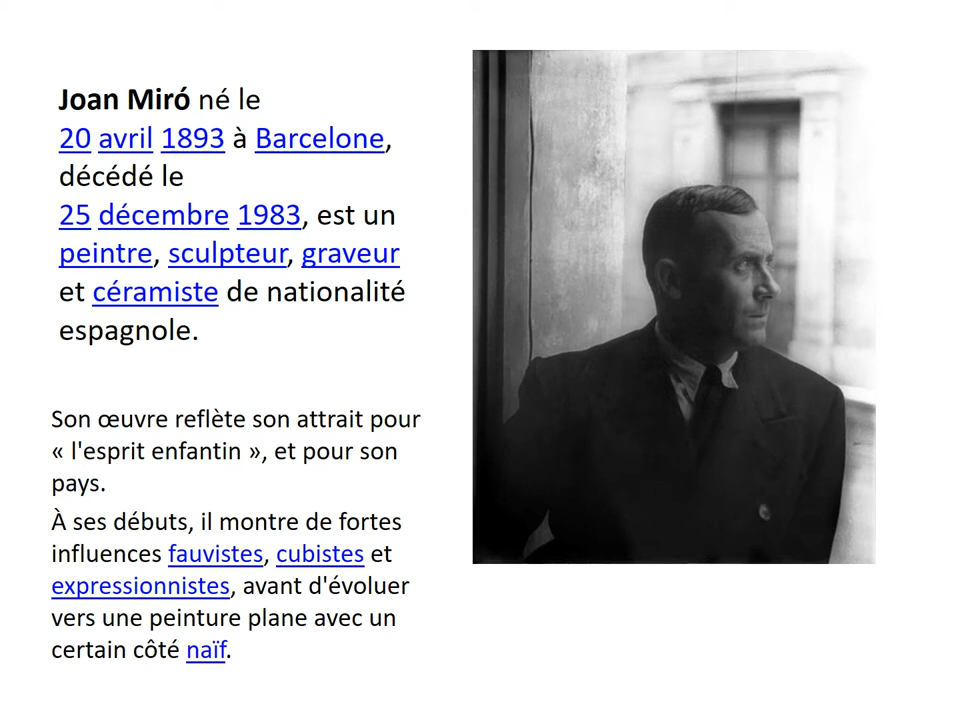 Joan Miró né le
20 avril 1893 à Barcelone,
décédé le
25 décembre 1983, est un
peintre, sculpteur, graveur
et céramiste de nationalité
espagnole.
Son œuvre reflète son attrait pour
« l'esprit enfantin », et pour son
pays.
À ses débuts, il montre de fortes
influences fauvistes, cubistes et
expressionnistes, avant d'évoluer
vers une peinture plane avec un
certain côté naïf.